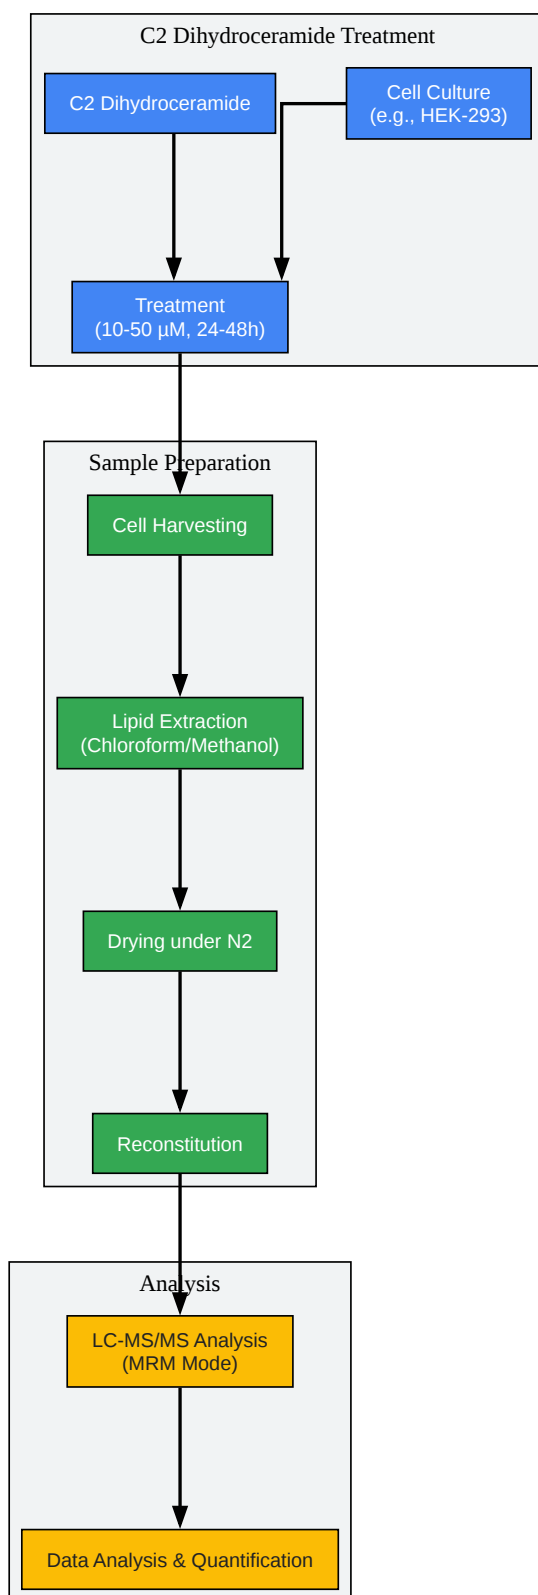 C2 Dihydroceramide Treatment
C2 Dihydroceramide
Cell Culture
(e.g., HEK-293)
Treatment
(10-50 µM, 24-48h)
Sample Preparation
Cell Harvesting
Lipid Extraction
(Chloroform/Methanol)
Drying under N2
Reconstitution
Analysis
LC-MS/MS Analysis
(MRM Mode)
Data Analysis & Quantification